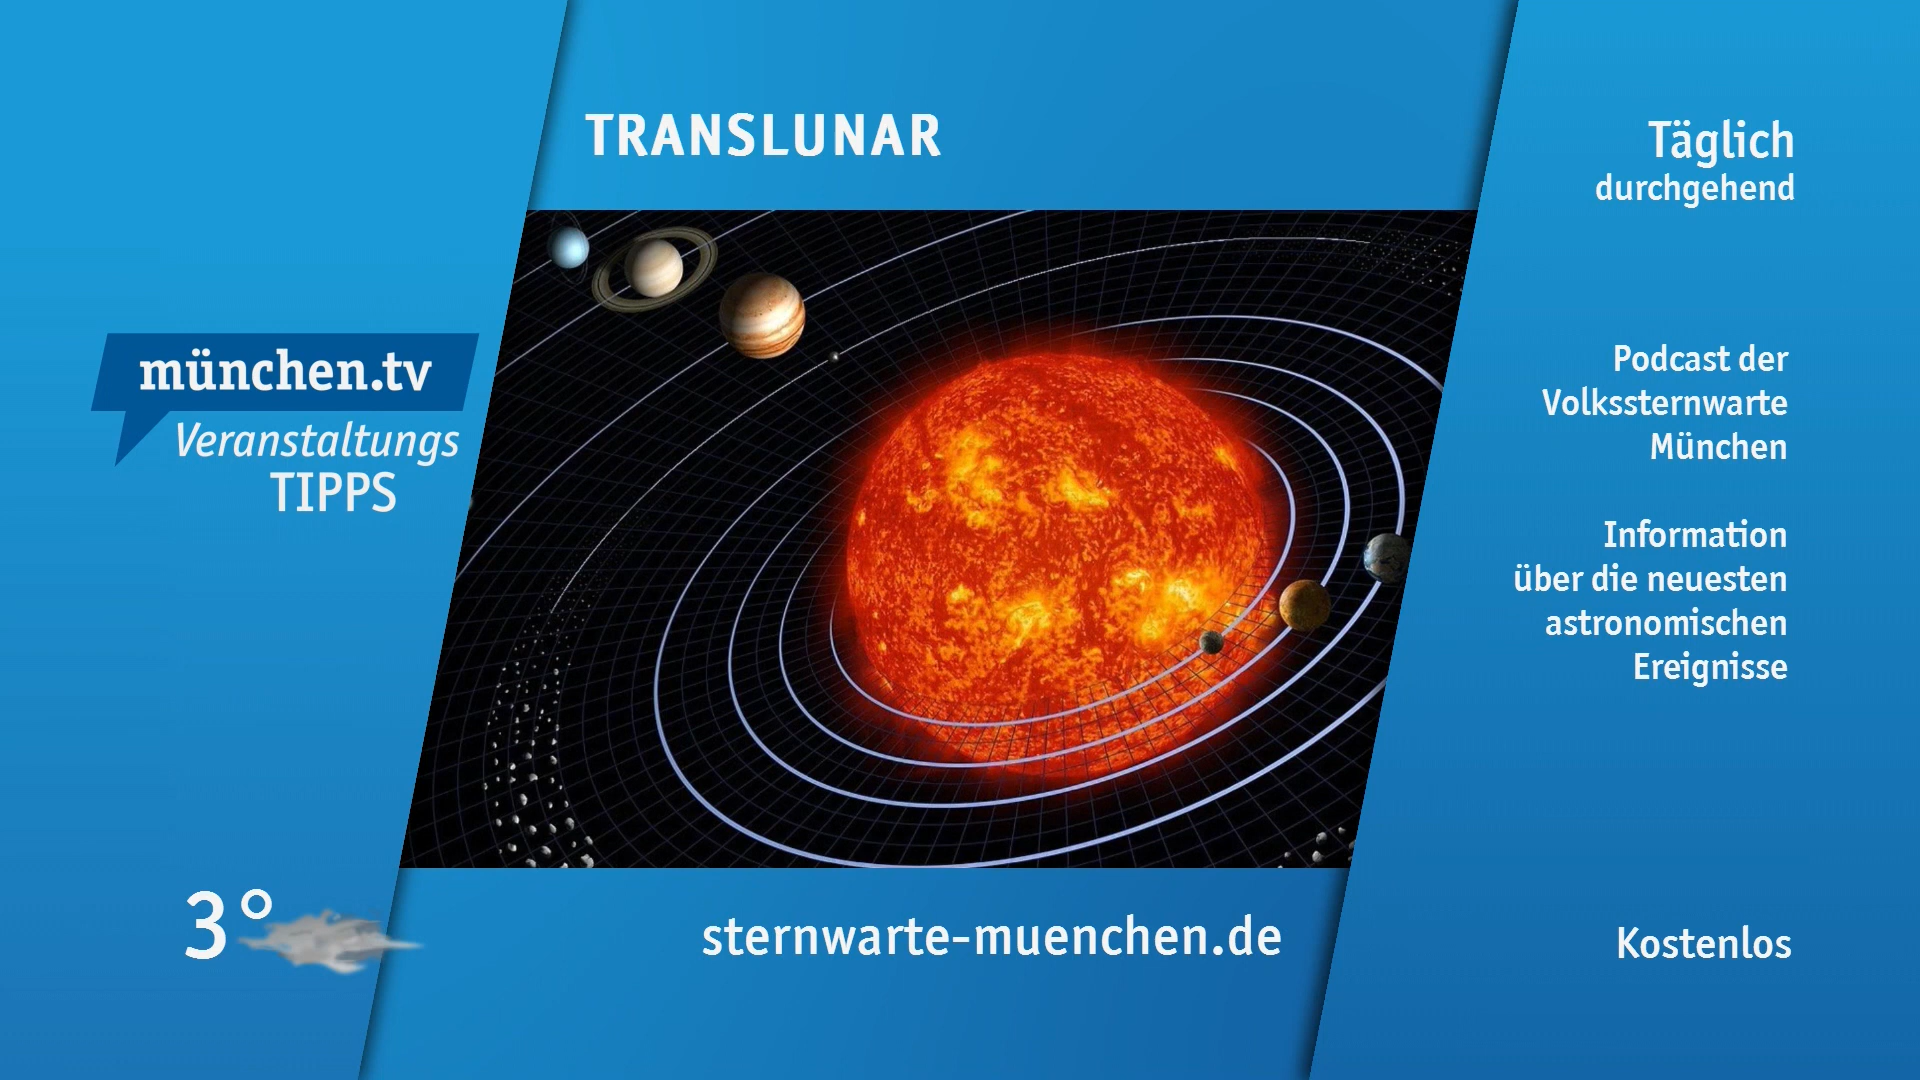 TRANSLUNAR
Täglich
durchgehend
münchen.tv
Veranstaltungs
TIPPS
Podcast der
Volkssternwarte
München
Information
über die neuesten
astronomischen
Ereignisse
3°
sternwarte-muenchen.de
Kostenlos